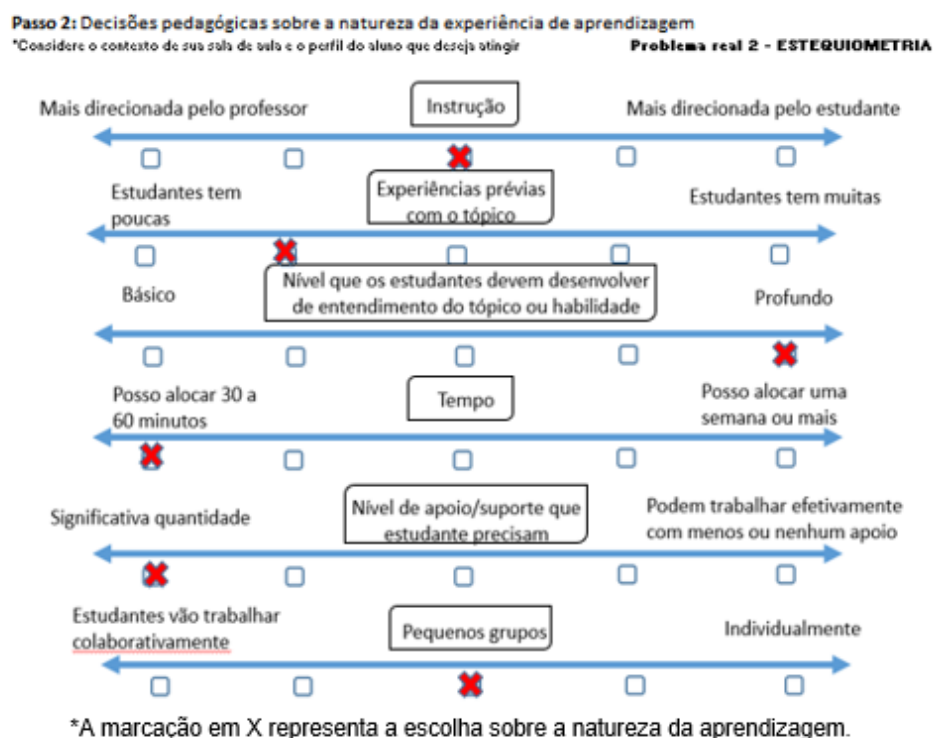 Passo 2: Decisões pedagógicas sobre a natureza da experiência de aprendizagem
*Considere o contexto de sua sala de aula e o perfil do aluno que deseja atingir
Problema real 2 - ESTEQUIOMETRIA
Mais direcionada pelo professor
Instrução
Mais direcionada pelo estudante
Estudantes tem
poucas
Experiências prévias
com o tópico
Estudantes tem muitas
Básico
Nível que os estudantes devem desenvolver
de entendimento do tópico ou habilidade
Profundo
Posso alocar 30 a
60 minutos
Tempo
Posso alocar uma
semana ou mais
Significativa quantidade
Nível de apoio/suporte que
estudante precisam
Podem trabalhar efetivamente
com menos ou nenhum apoio
Estudantes vão trabalhar
colaborativamente
Pequenos grupos
Individualmente
*A marcação em X representa a escolha sobre a natureza da aprendizagem.